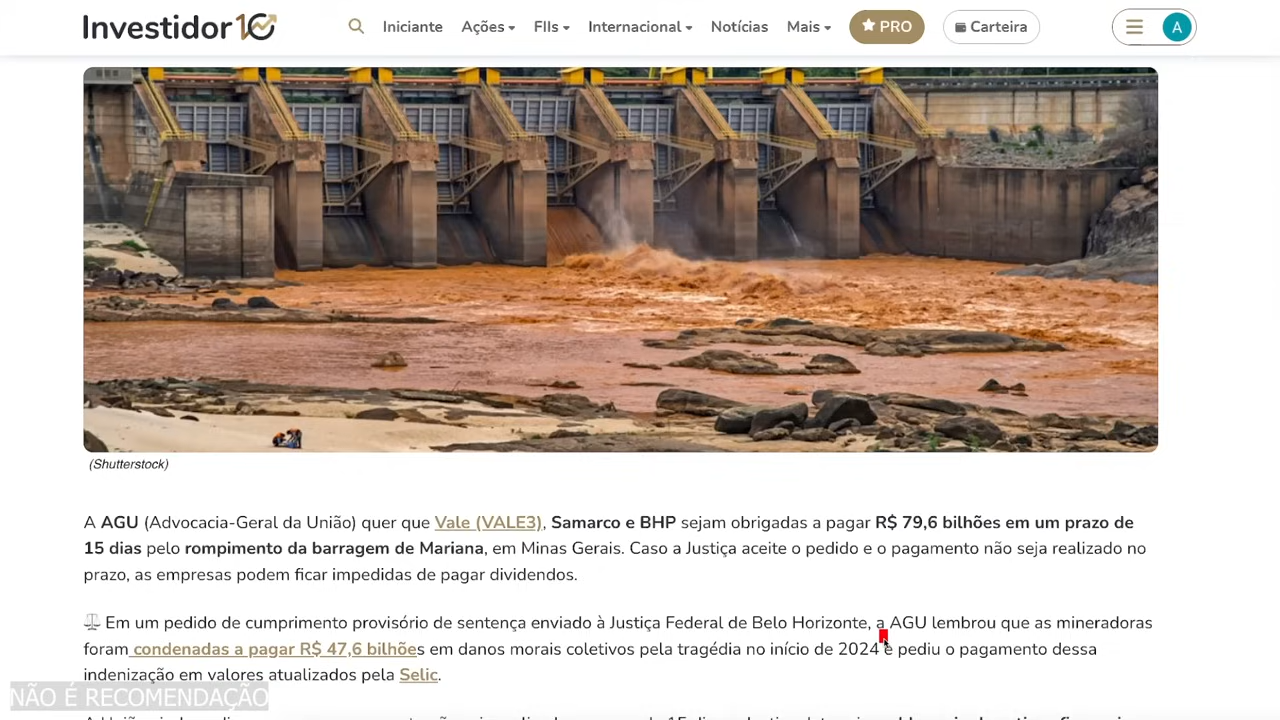 Investidor 10
Iniciante Ações FIIs Internacional Notícias Mais PRO Carteira A
(Shutterstock)
A AGU (Advocacia-Geral da União) quer que Vale (VALE3), Samarco e BHP sejam obrigadas a pagar R$ 79,6 bilhões em um prazo de
15 dias pelo rompimento da barragem de Mariana, em Minas Gerais. Caso a Justiça aceite o pedido e o pagamento não seja realizado no
prazo, as empresas podem ficar impedidas de pagar dividendos.
Em um pedido de cumprimento provisório de sentença enviado à Justiça Federal de Belo Horizonte, a AGU lembrou que as mineradoras
foram condenadas a pagar R$ 47,6 bilhões em danos morais coletivos pela tragédia no início de 2024 e pediu o pagamento dessa
indenização em valores atualizados pela Selic.
NÃO É RECOMENDAÇÃO